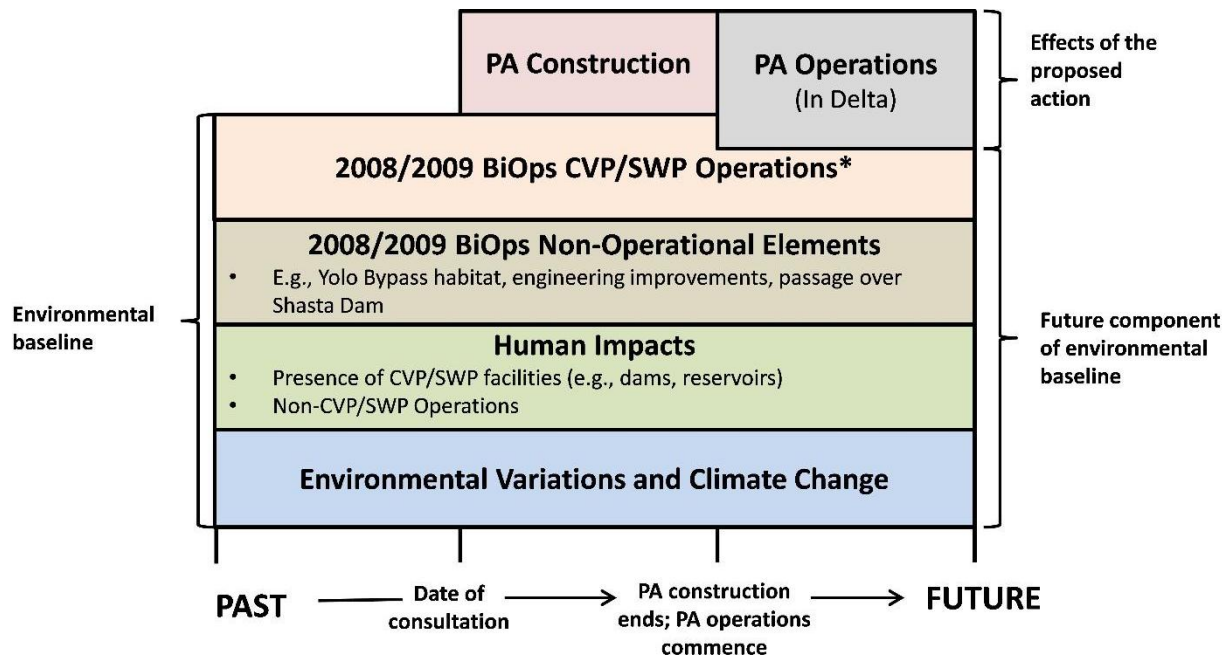 PA Construction
PA Operations
(In Delta)
Effects of the
proposed
action
2008/2009 BiOps CVP/SWP Operations*
2008/2009 BiOps Non-Operational Elements
• E.g., Yolo Bypass habitat, engineering improvements, passage over
Shasta Dam
Environmental
baseline
Human Impacts
• Presence of CVP/SWP facilities (e.g., dams, reservoirs)
• Non-CVP/SWP Operations
Future component
of environmental
baseline
Environmental Variations and Climate Change
PAST
Date of
consultation
PA construction
ends; PA operations
commence
FUTURE